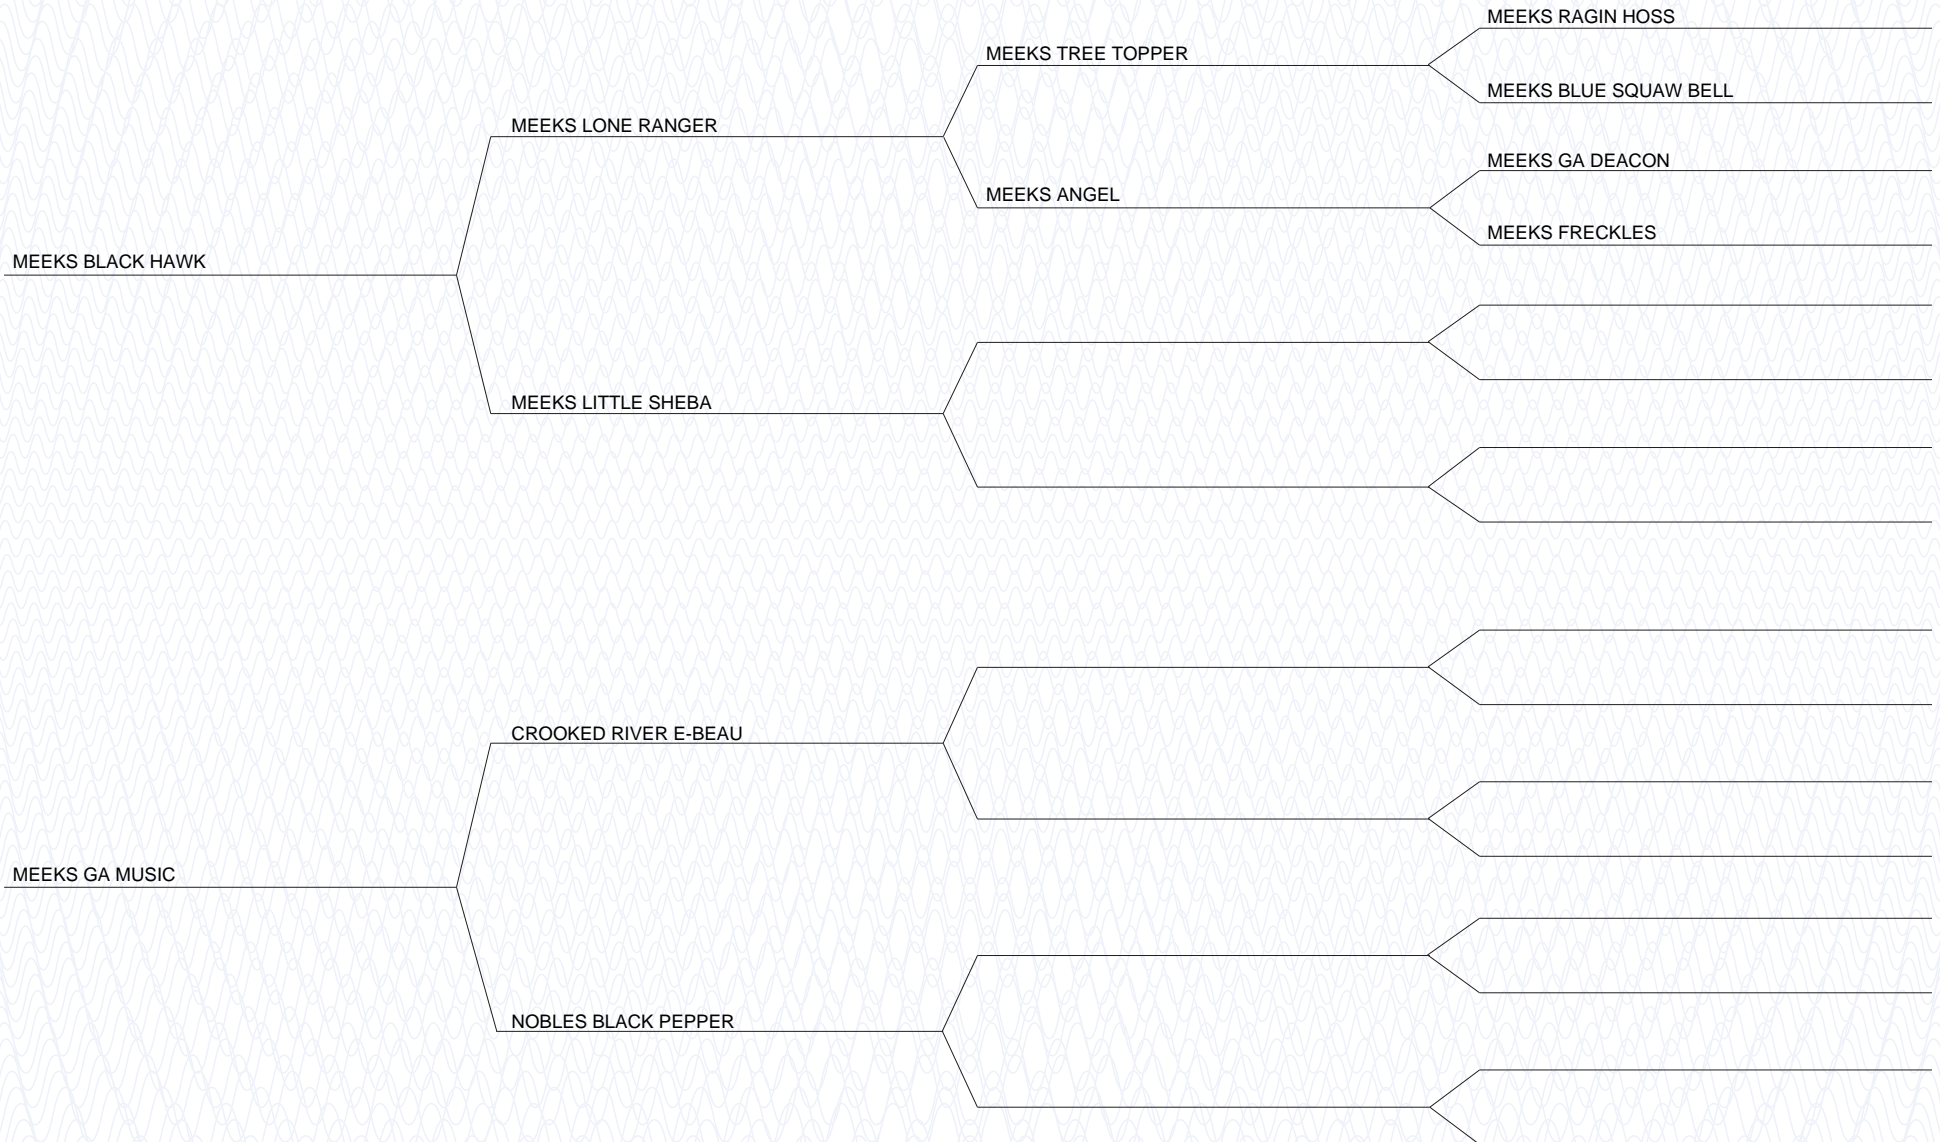 MEEKS RAGIN HOSS
MEEKS TREE TOPPER
MEEKS BLUE SQUAW BELL
MEEKS LONE RANGER
MEEKS GA DEACON
MEEKS ANGEL
MEEKS FRECKLES
MEEKS BLACK HAWK
MEEKS LITTLE SHEBA
CROOKED RIVER E-BEAU
MEEKS GA MUSIC
NOBLES BLACK PEPPER